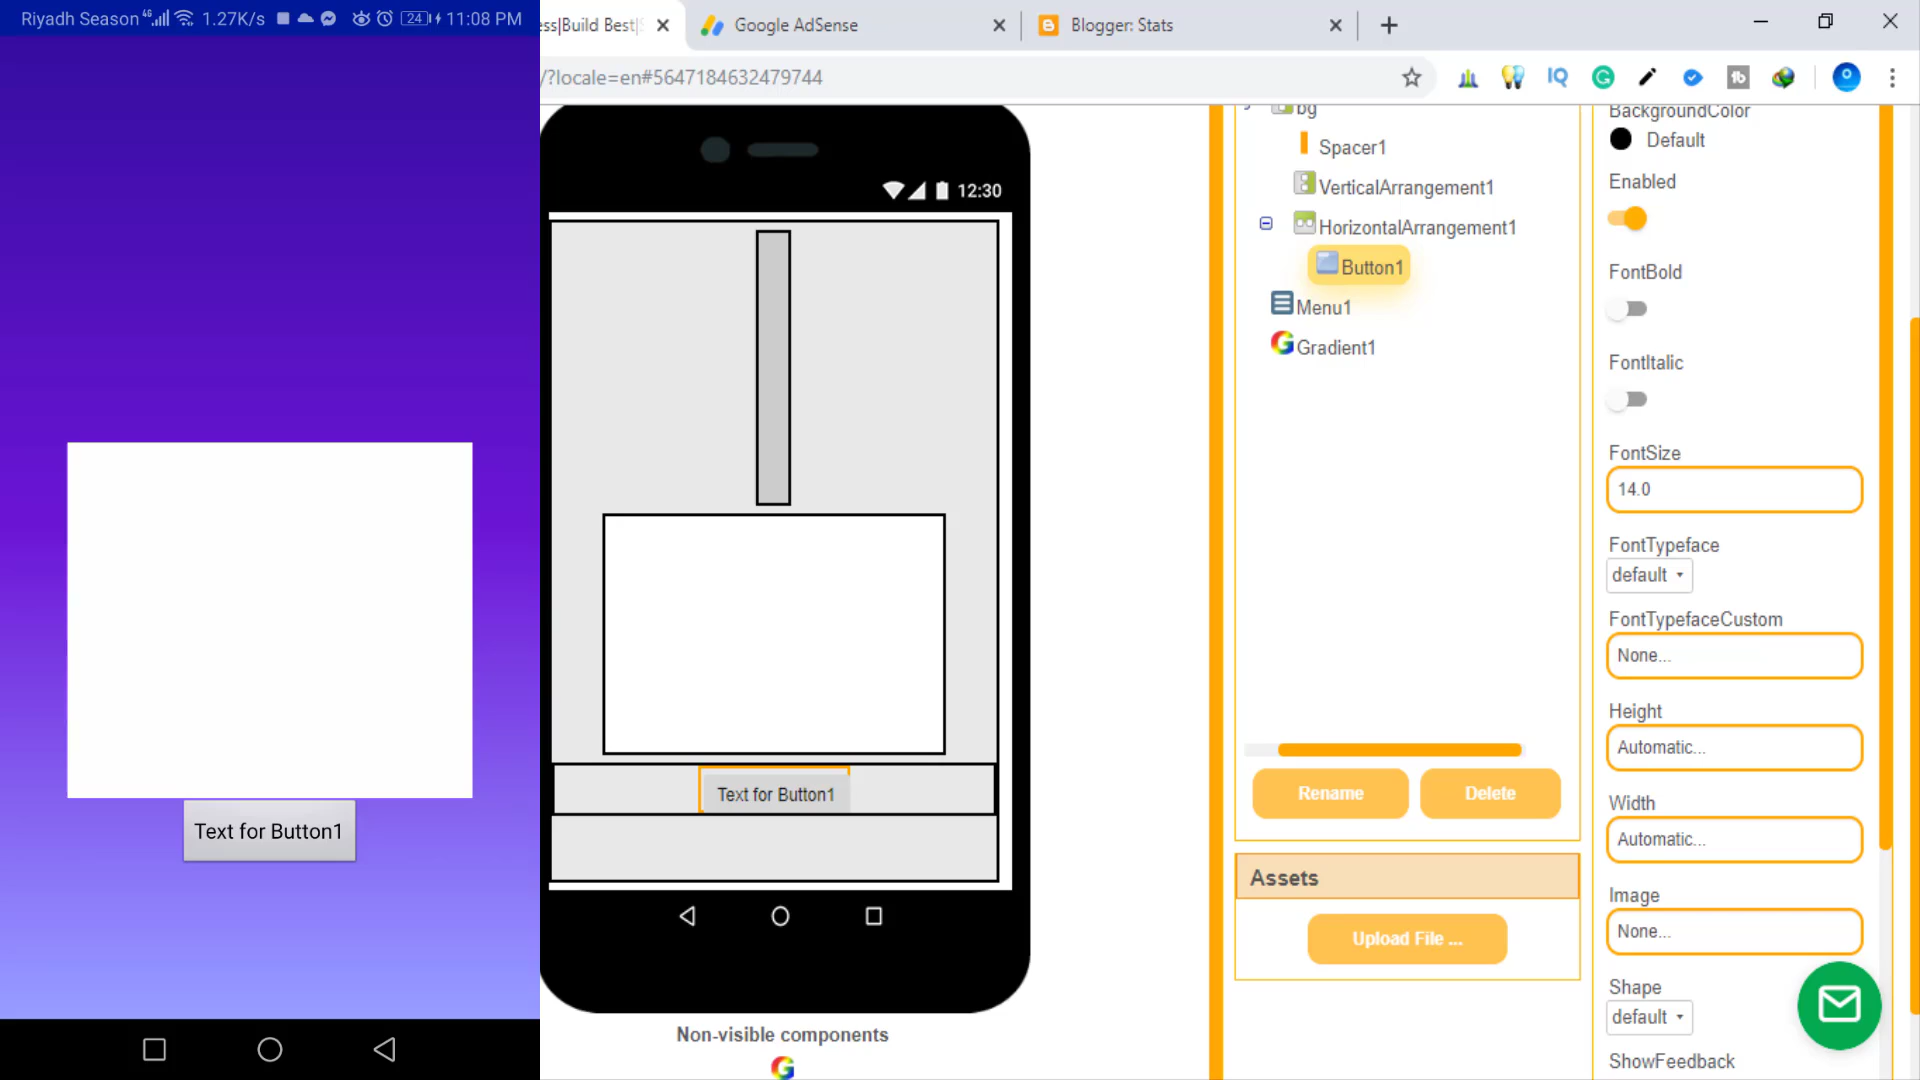 Riyadh Season 4G 1.27K/s 24 11:08 PM
Text for Button1
ess|Build Best|S
Google AdSense
Blogger: Stats
/?locale=en#5647184632479744
IQ
12:30
Text for Button1
Non-visible components
bg
Spacer1
VerticalArrangement1
HorizontalArrangement1
Button1
Menu1
Gradient1
Rename
Delete
Assets
Upload File ...
BackgroundColor
Default
Enabled
FontBold
FontItalic
FontSize
14.0
FontTypeface
default
FontTypefaceCustom
None...
Height
Automatic...
Width
Automatic...
Image
None...
Shape
default
ShowFeedback